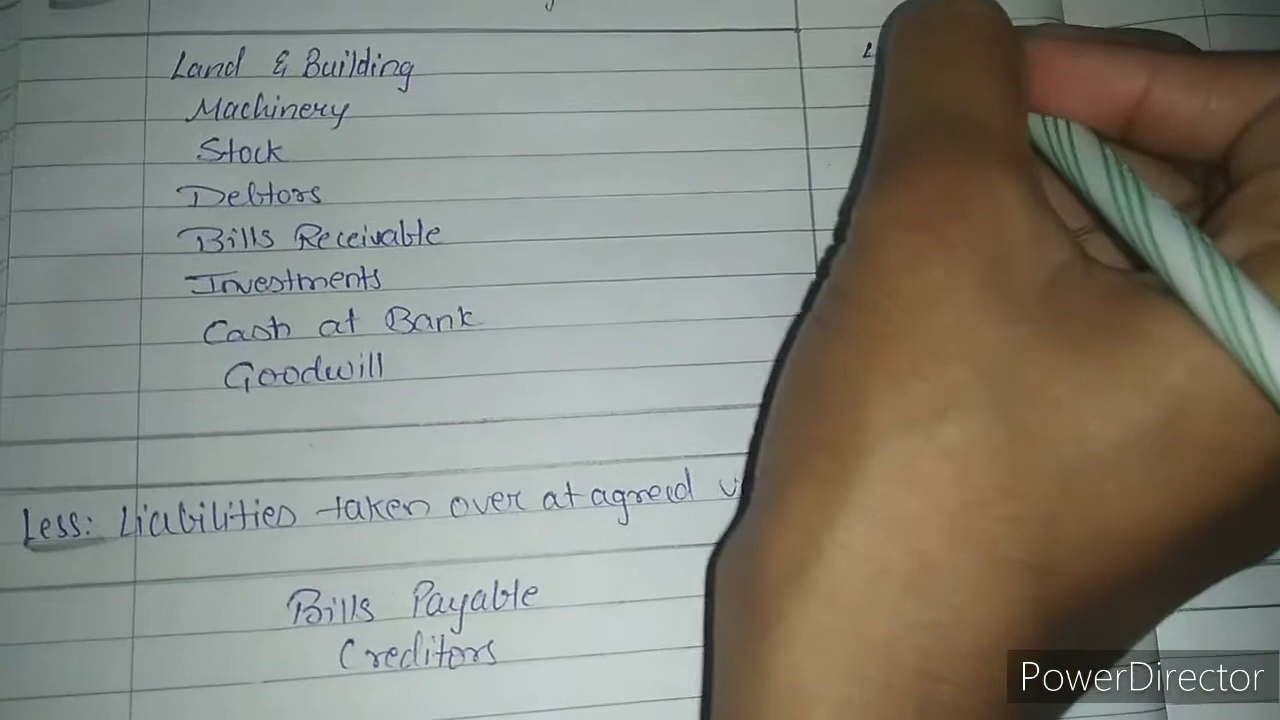 Land & Building
Machinery
Stock
Debtors
Bills Receivable
Investments
Cash at Bank
Goodwill
Less: Liabilities taken over at agreed
Bills Payable
Creditors
PowerDirector